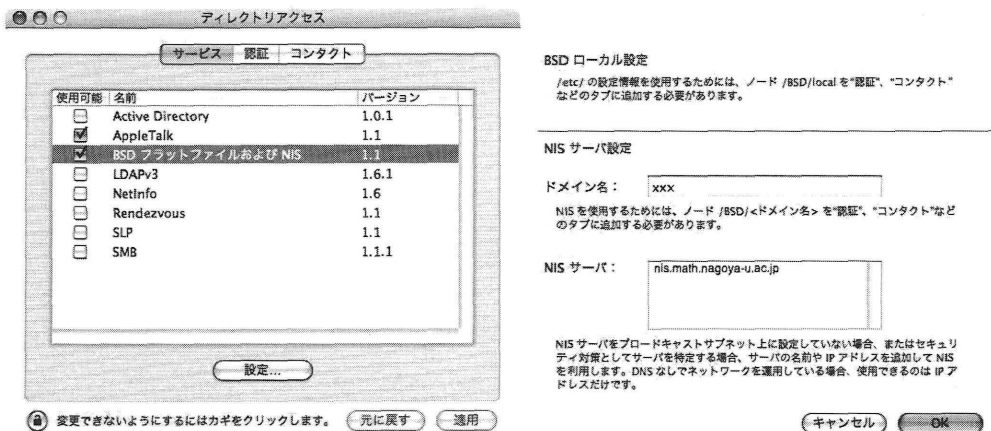 ディレクトリアクセス
サービス 認証 コンタクト
使用可能 名前 バージョン
Active Directory 1.0.1
AppleTalk 1.1
BSD フラットファイルおよび NIS 1.1
LDAPv3 1.6.1
NetInfo 1.6
Rendezvous 1.1
SLP 1.1
SMB 1.1.1
設定...
変更できないようにするにはカギをクリックします。 元に戻す 適用
BSD ローカル設定
/etc/ の設定情報を使用するためには、ノード /BSD/local を“認証”、“コンタクト”
などのタブに追加する必要があります。
NIS サーバ設定
ドメイン名： xxx
NIS を使用するためには、ノード /BSD/<ドメイン名> を“認証”、“コンタクト”など
のタブに追加する必要があります。
NIS サーバ： nis.math.nagoya-u.ac.jp
NIS サーバをブロードキャストサブネット上に設定していない場合、またはセキュリ
ティ対策としてサーバを特定する場合、サーバの名前や IP アドレスを追加して NIS
を利用します。DNS なしでネットワークを運用している場合、使用できるのは IP ア
ドレスだけです。
キャンセル OK